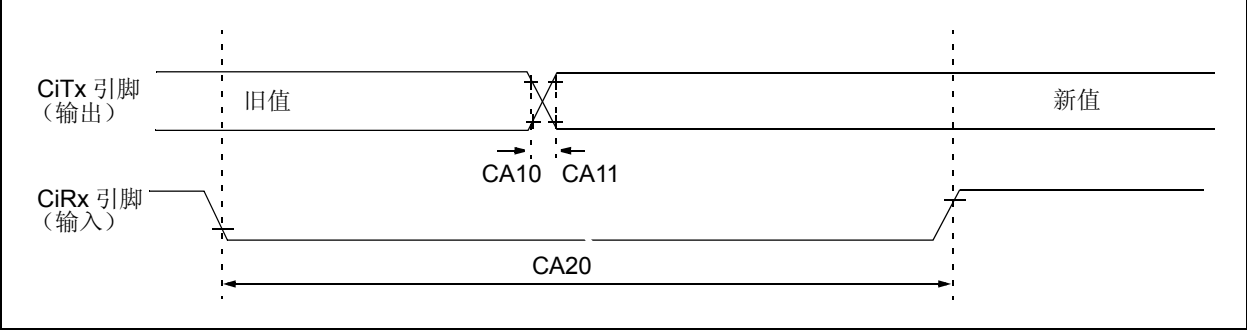 CiTx 引脚
（输出）
旧值
新值
CA10 CA11
CiRx 引脚
（输入）
CA20